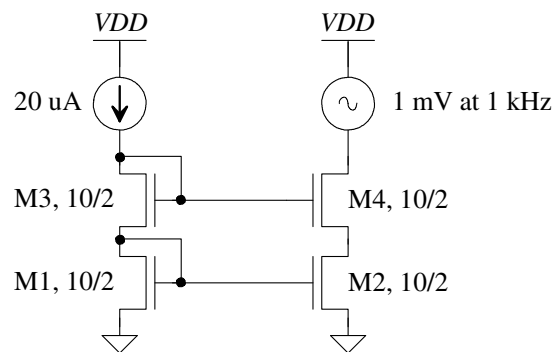 VDD
VDD
20 uA
1 mV at 1 kHz
M3, 10/2
M4, 10/2
M1, 10/2
M2, 10/2